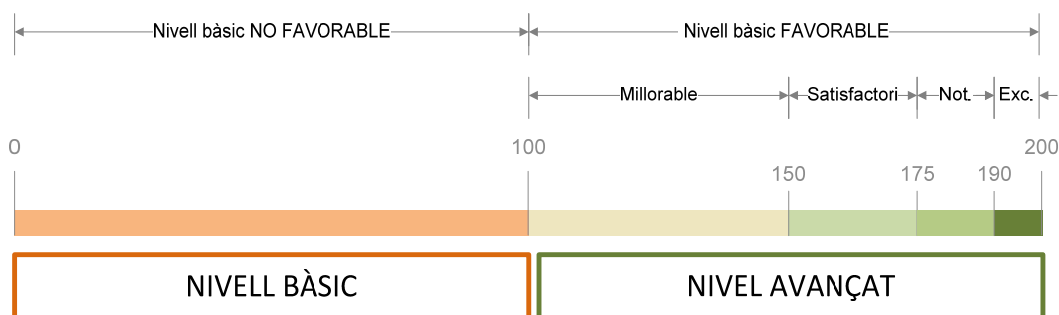 Nivell bàsic NO FAVORABLE Nivell bàsic FAVORABLE
Millorable Satisfactori Not. Exc.
0 100 200
150 175 190
NIVELL BÀSIC NIVEL AVANÇAT